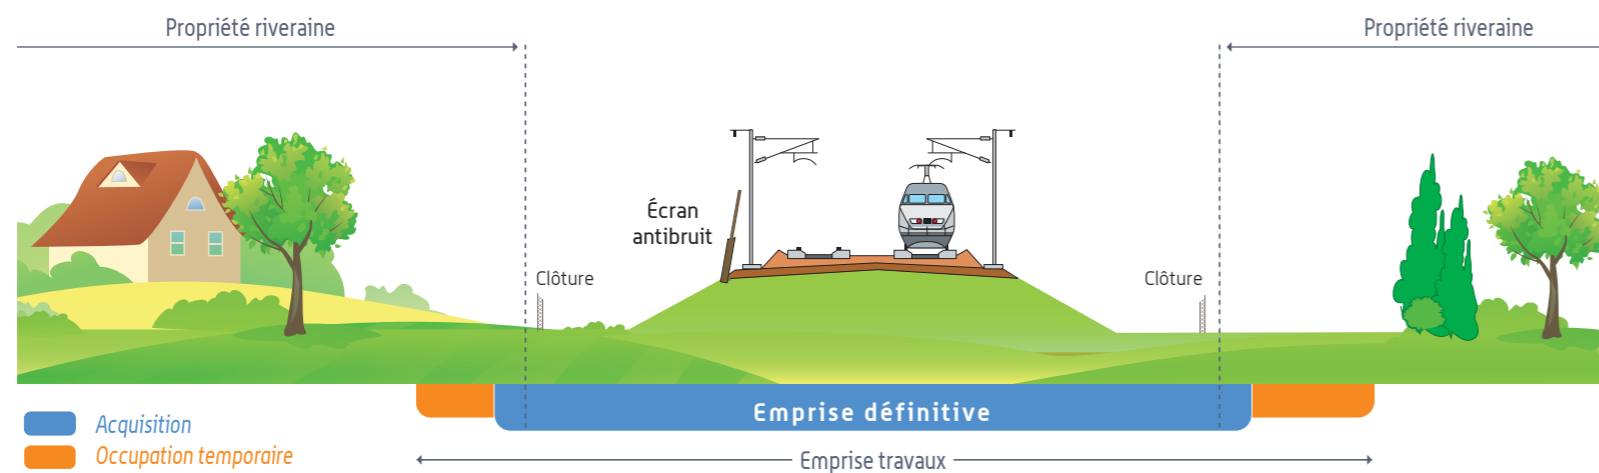 Propriété riveraine
Propriété riveraine
Écran
antibruit
Clôture
Clôture
Emprise définitive
Acquisition
Occupation temporaire
Emprise travaux